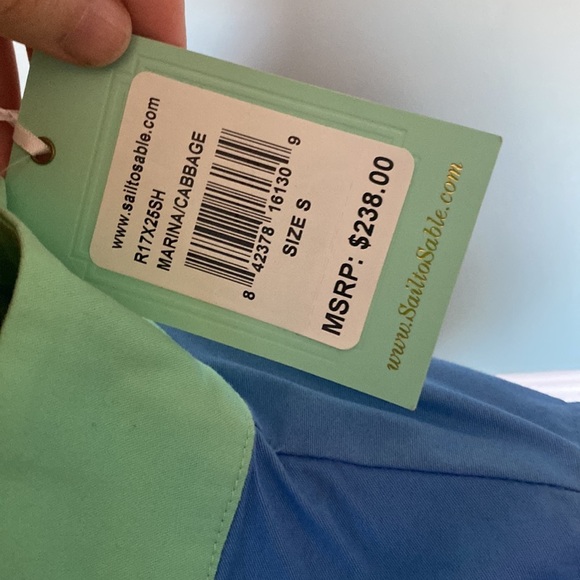 www.sailtosable.com
R17X25SH
MARINA/CABBAGE
8 42378 16130 9
SIZE S
MSRP: $238.00
www.SailtoSable.com